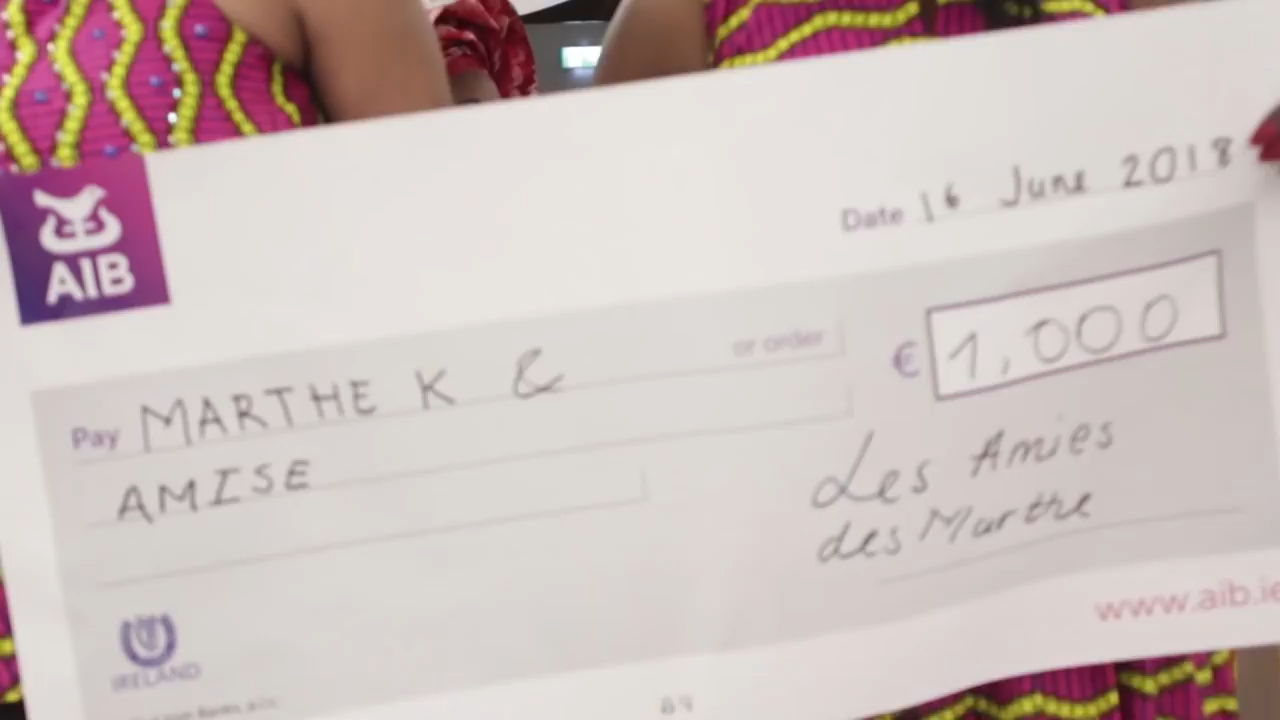 AIB
Date 16 June 2018
Pay MARTHE K & or order
€ 1,000
AMISE
Les Amies
des Marthe
www.aib.ie
IRELAND